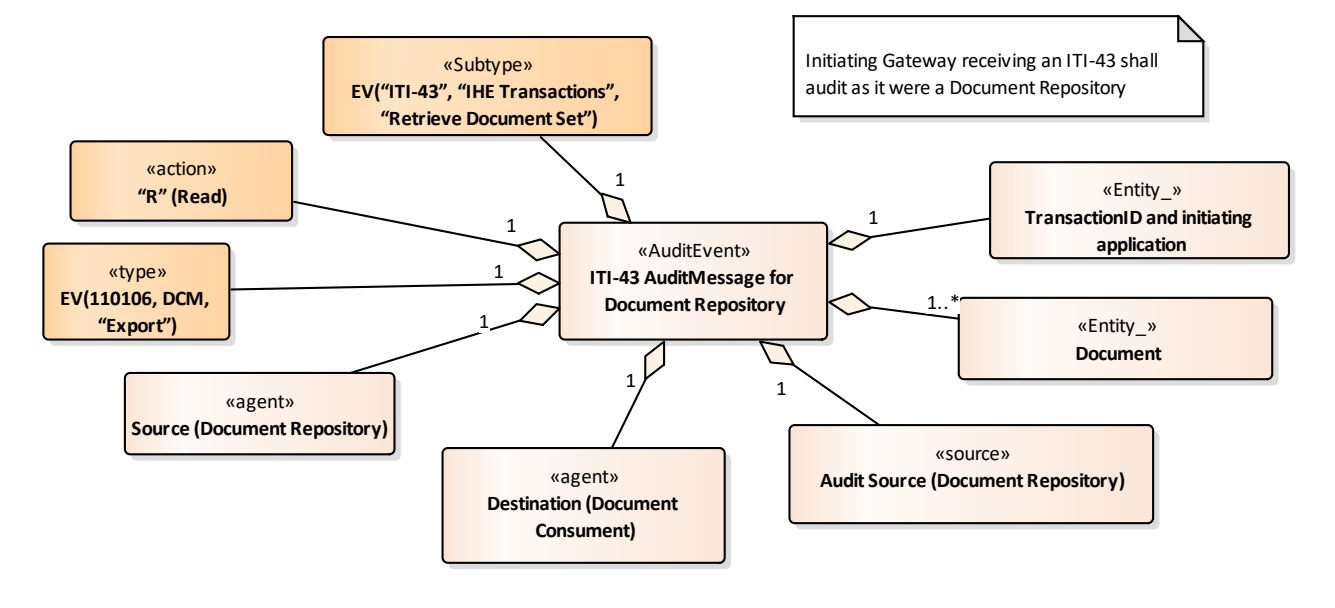 «Subtype»
EV(“ITI-43”, “IHE Transactions”,
“Retrieve Document Set”)
Initiating Gateway receiving an ITI-43 shall
audit as it were a Document Repository
«action»
“R” (Read)
1
1
«Entity_»
TransactionID and initiating
application
1
«type»
EV(110106, DCM,
“Export”)
1
«AuditEvent»
ITI-43 AuditMessage for
Document Repository
1..*
«Entity_»
Document
1
«agent»
Source (Document Repository)
1
«agent»
Destination (Document
Consument)
1
«source»
Audit Source (Document Repository)